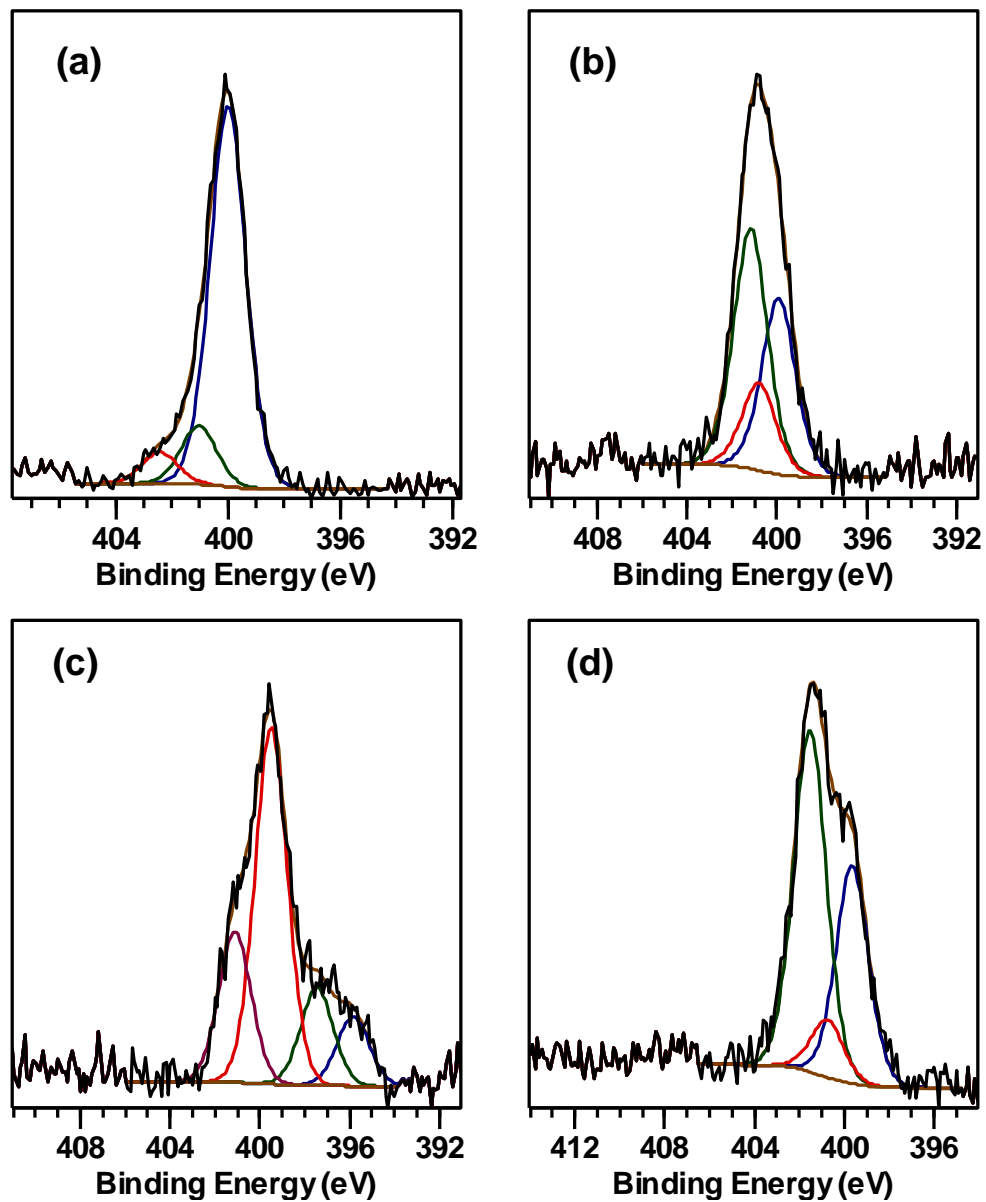 (a)
404 400 396 392
Binding Energy (eV)
(b)
408 404 400 396 392
Binding Energy (eV)
(c)
408 404 400 396 392
Binding Energy (eV)
(d)
412 408 404 400 396
Binding Energy (eV)